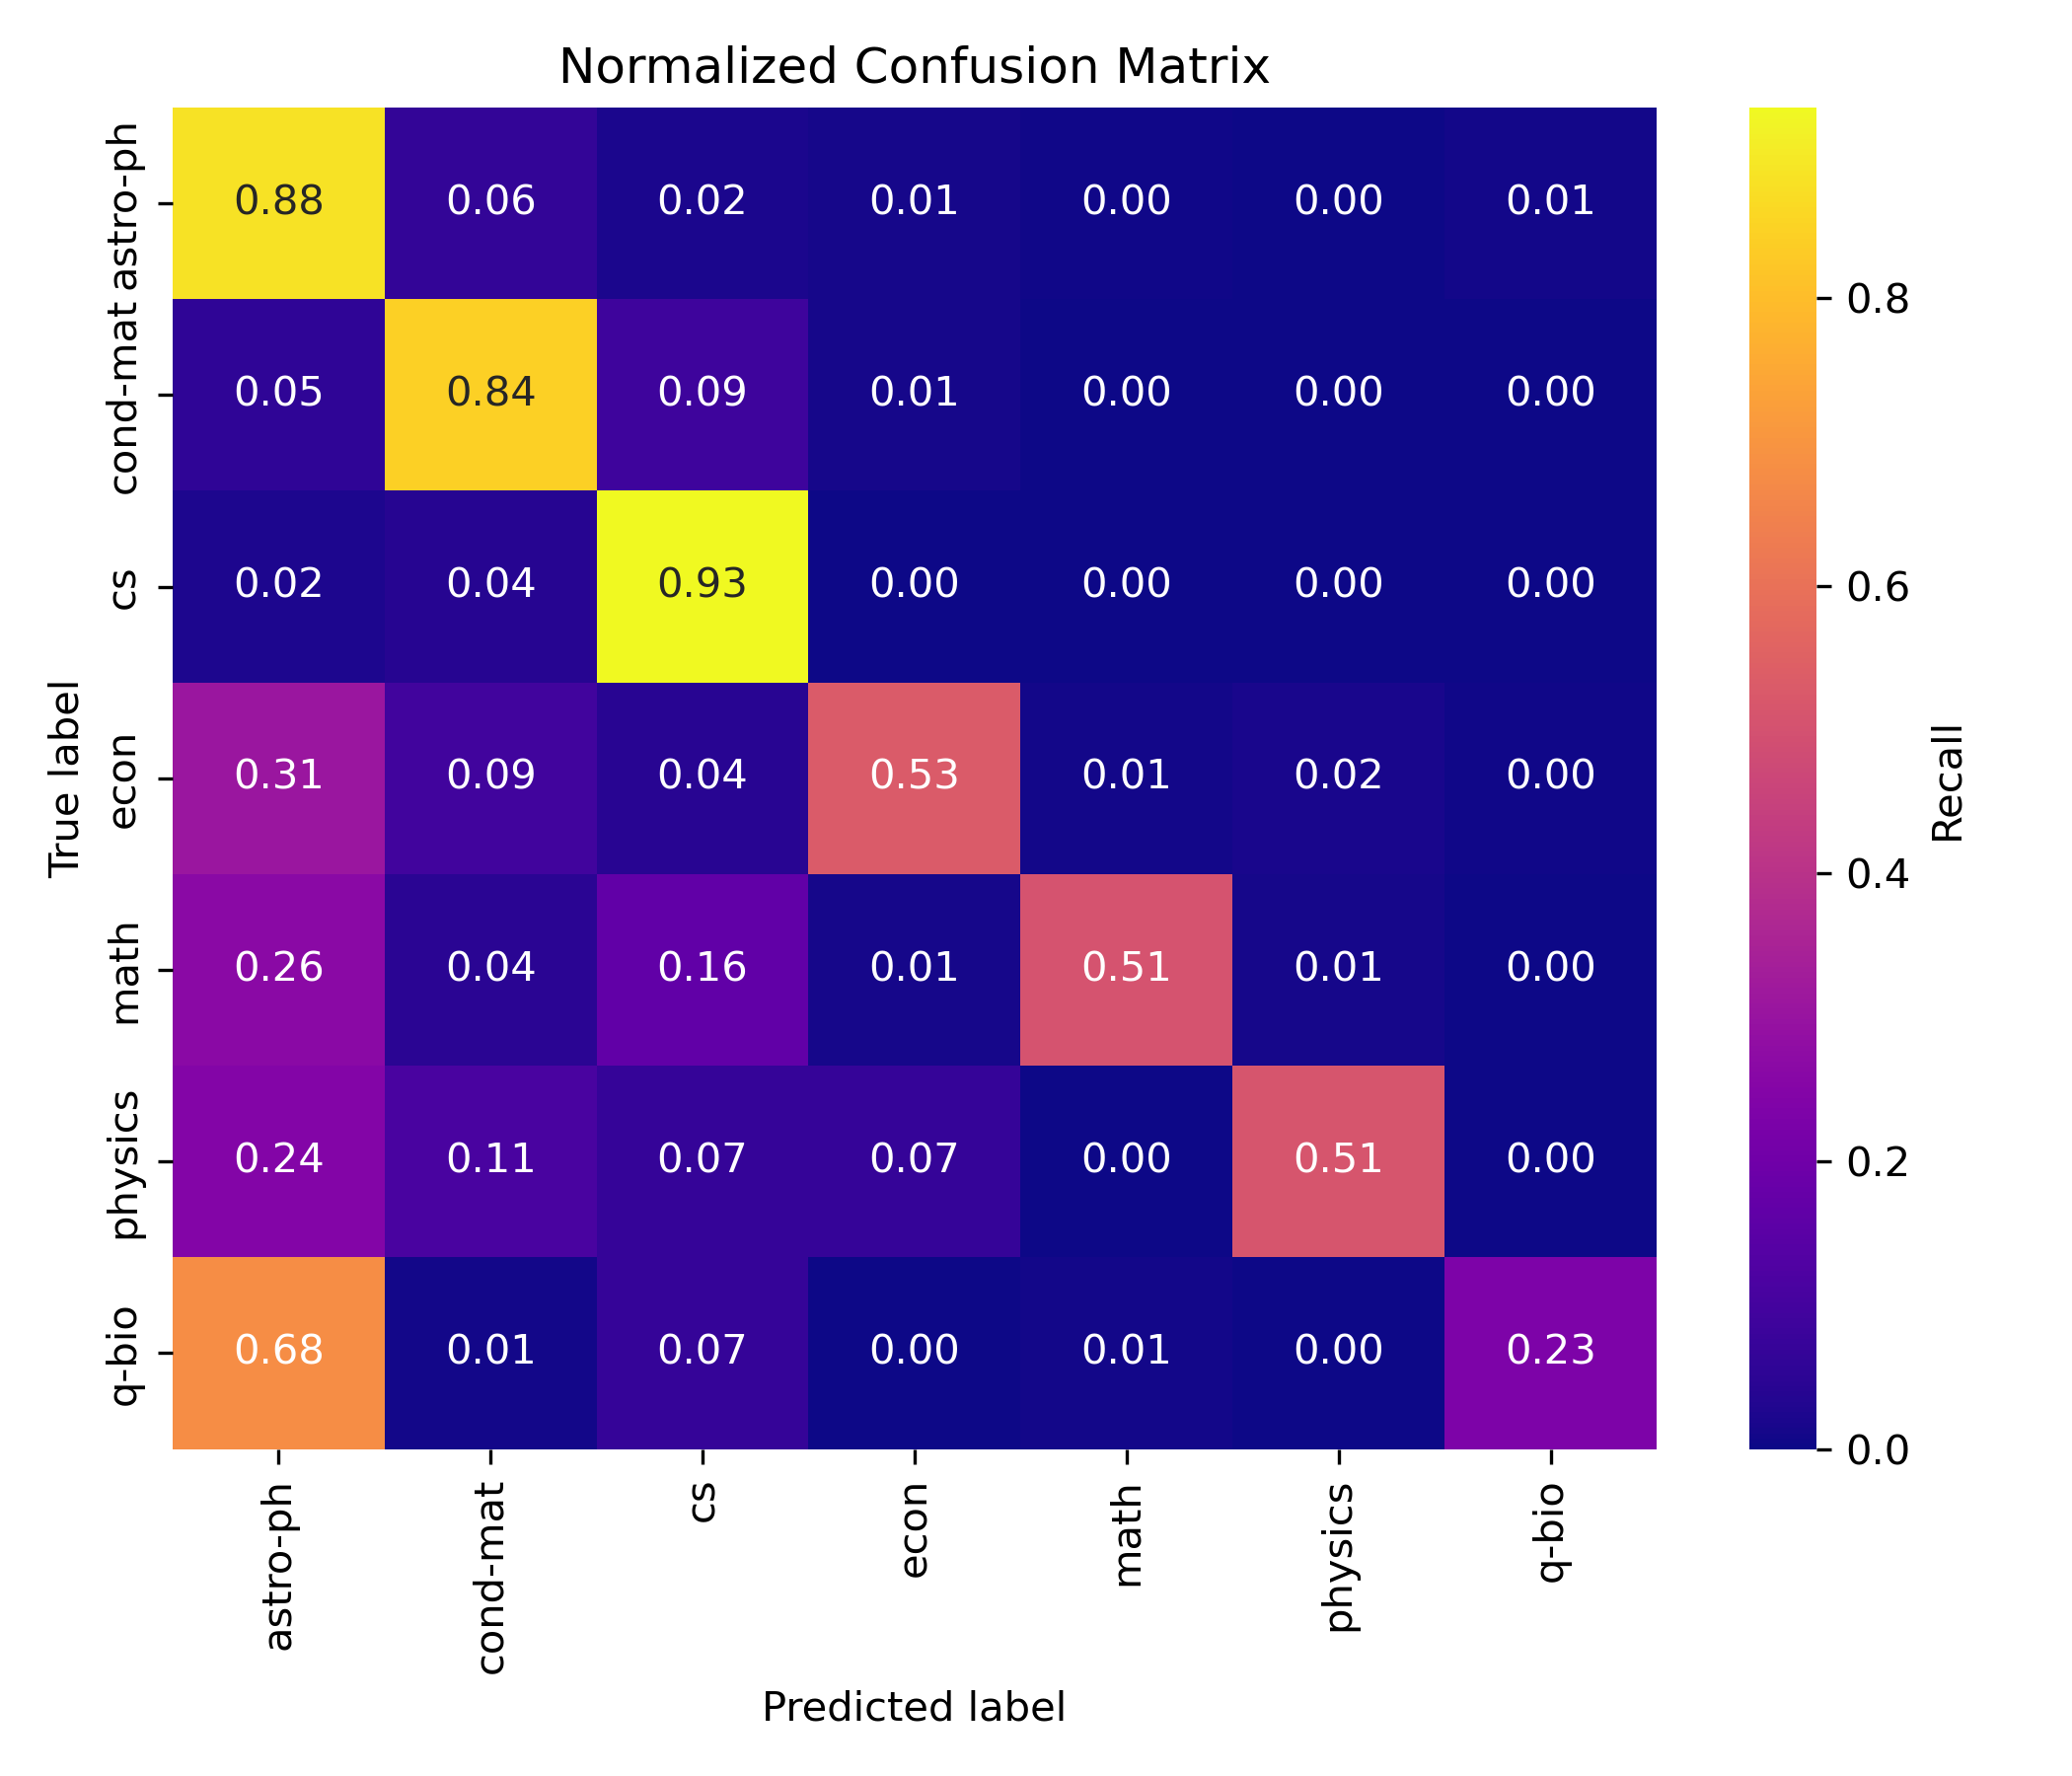 Normalized Confusion Matrix
True label
astro-ph 0.88 0.06 0.02 0.01 0.00 0.00 0.01
cond-mat 0.05 0.84 0.09 0.01 0.00 0.00 0.00
cs 0.02 0.04 0.93 0.00 0.00 0.00 0.00
econ 0.31 0.09 0.04 0.53 0.01 0.02 0.00
math 0.26 0.04 0.16 0.01 0.51 0.01 0.00
physics 0.24 0.11 0.07 0.07 0.00 0.51 0.00
q-bio 0.68 0.01 0.07 0.00 0.01 0.00 0.23
astro-ph cond-mat cs econ math physics q-bio
Predicted label
0.8
0.6
0.4
0.2
0.0
Recall